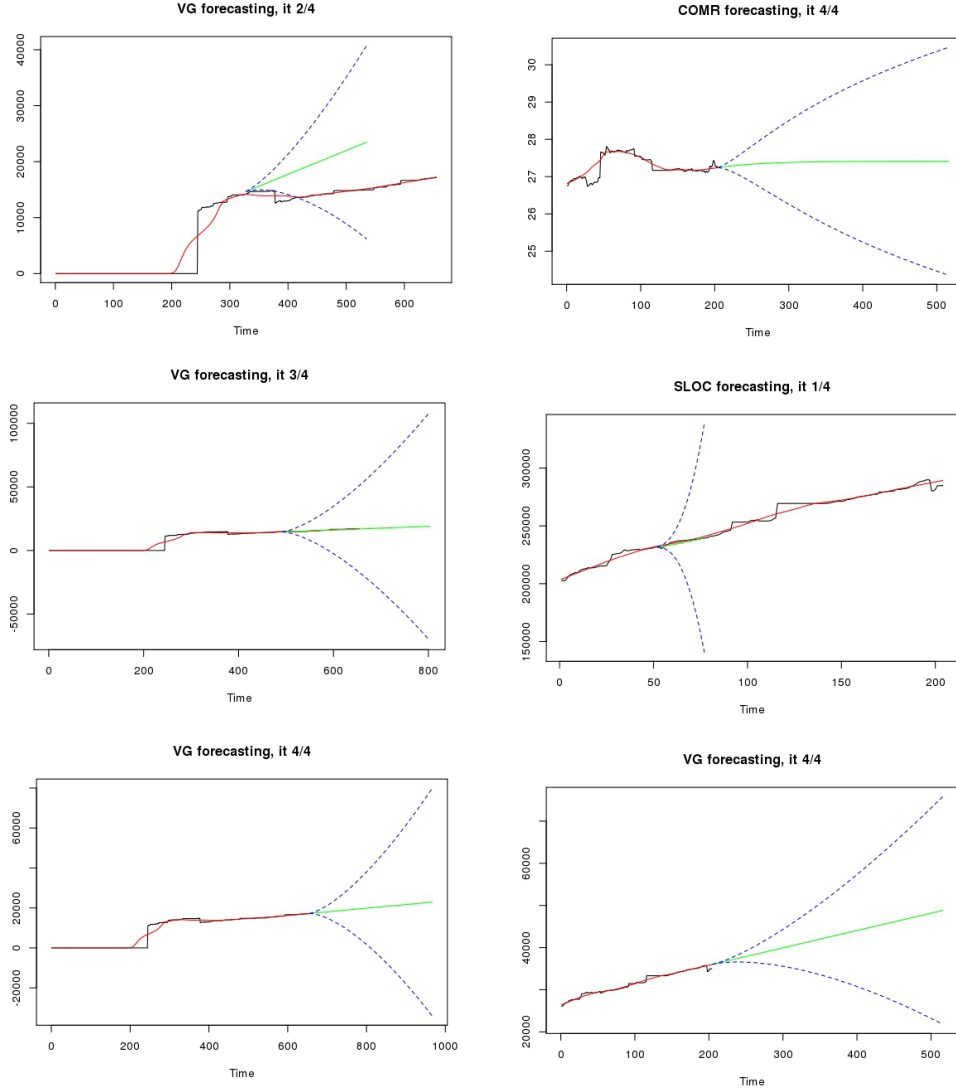 VG forecasting, it 2/4
40000
30000
20000
10000
0
0 100 200 300 400 500 600
Time
COMR forecasting, it 4/4
30
29
28
27
26
25
0 100 200 300 400 500
Time
VG forecasting, it 3/4
100000
50000
0
-50000
0 200 400 600 800
Time
SLOC forecasting, it 1/4
300000
250000
200000
150000
0 50 100 150 200
Time
VG forecasting, it 4/4
60000
20000
0
-20000
0 200 400 600 800 1000
Time
VG forecasting, it 4/4
60000
40000
20000
0 100 200 300 400 500
Time